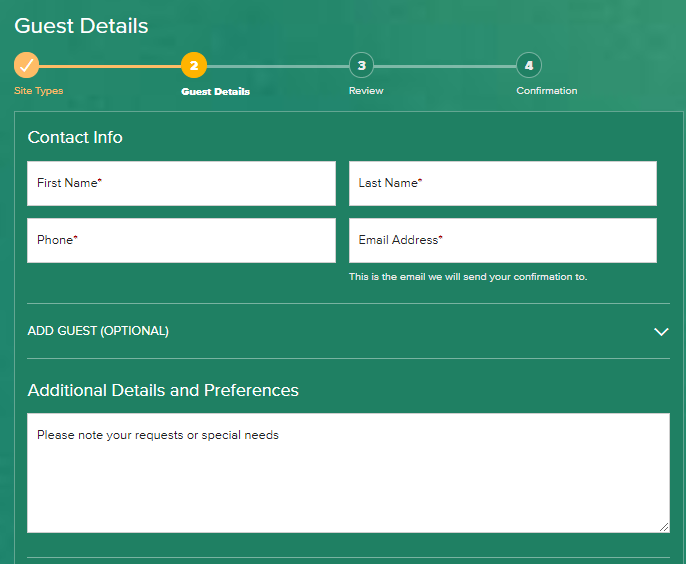 Guest Details
2
3
4
Site Types
Guest Details
Review
Confirmation
Contact Info
First Name*
Last Name*
Phone*
Email Address*
This is the email we will send your confirmation to.
ADD GUEST (OPTIONAL)
Additional Details and Preferences
Please note your requests or special needs